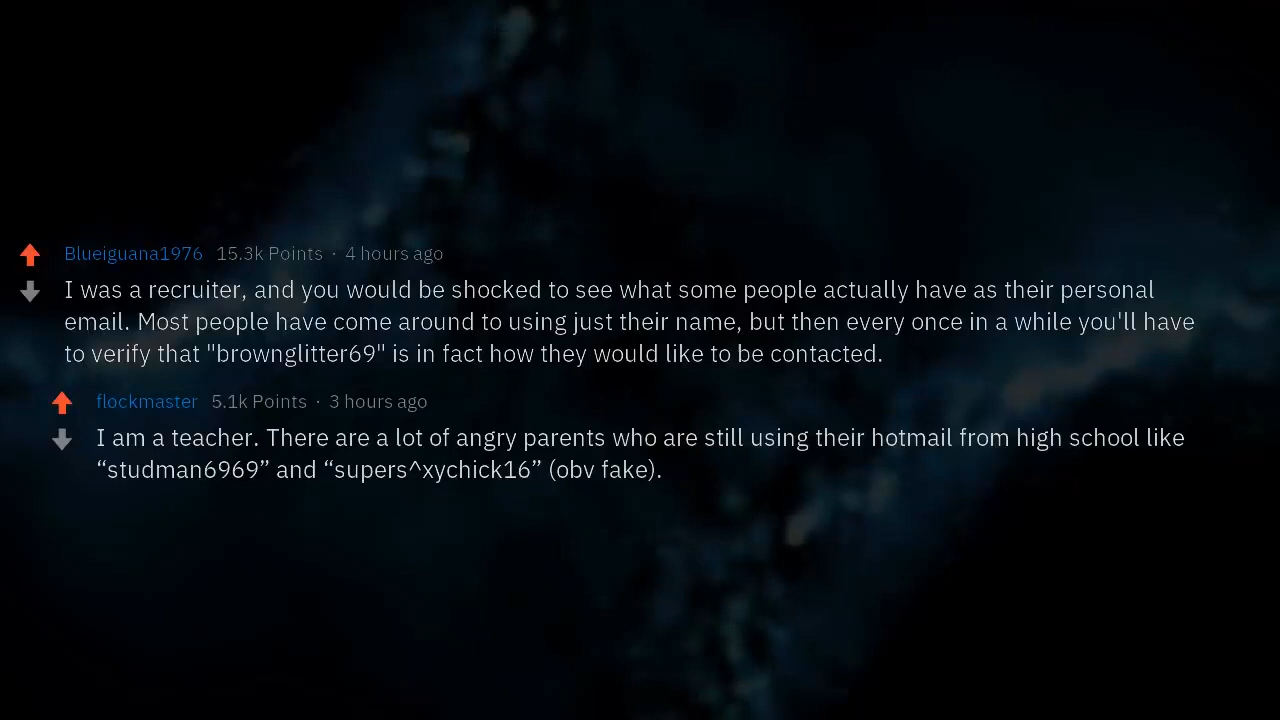 Blueiguana1976 15.3k Points · 4 hours ago
I was a recruiter, and you would be shocked to see what some people actually have as their personal
email. Most people have come around to using just their name, but then every once in a while you'll have
to verify that "brownglitter69" is in fact how they would like to be contacted.
flockmaster 5.1k Points · 3 hours ago
I am a teacher. There are a lot of angry parents who are still using their hotmail from high school like
“studman6969” and “supers^xychick16” (obv fake).